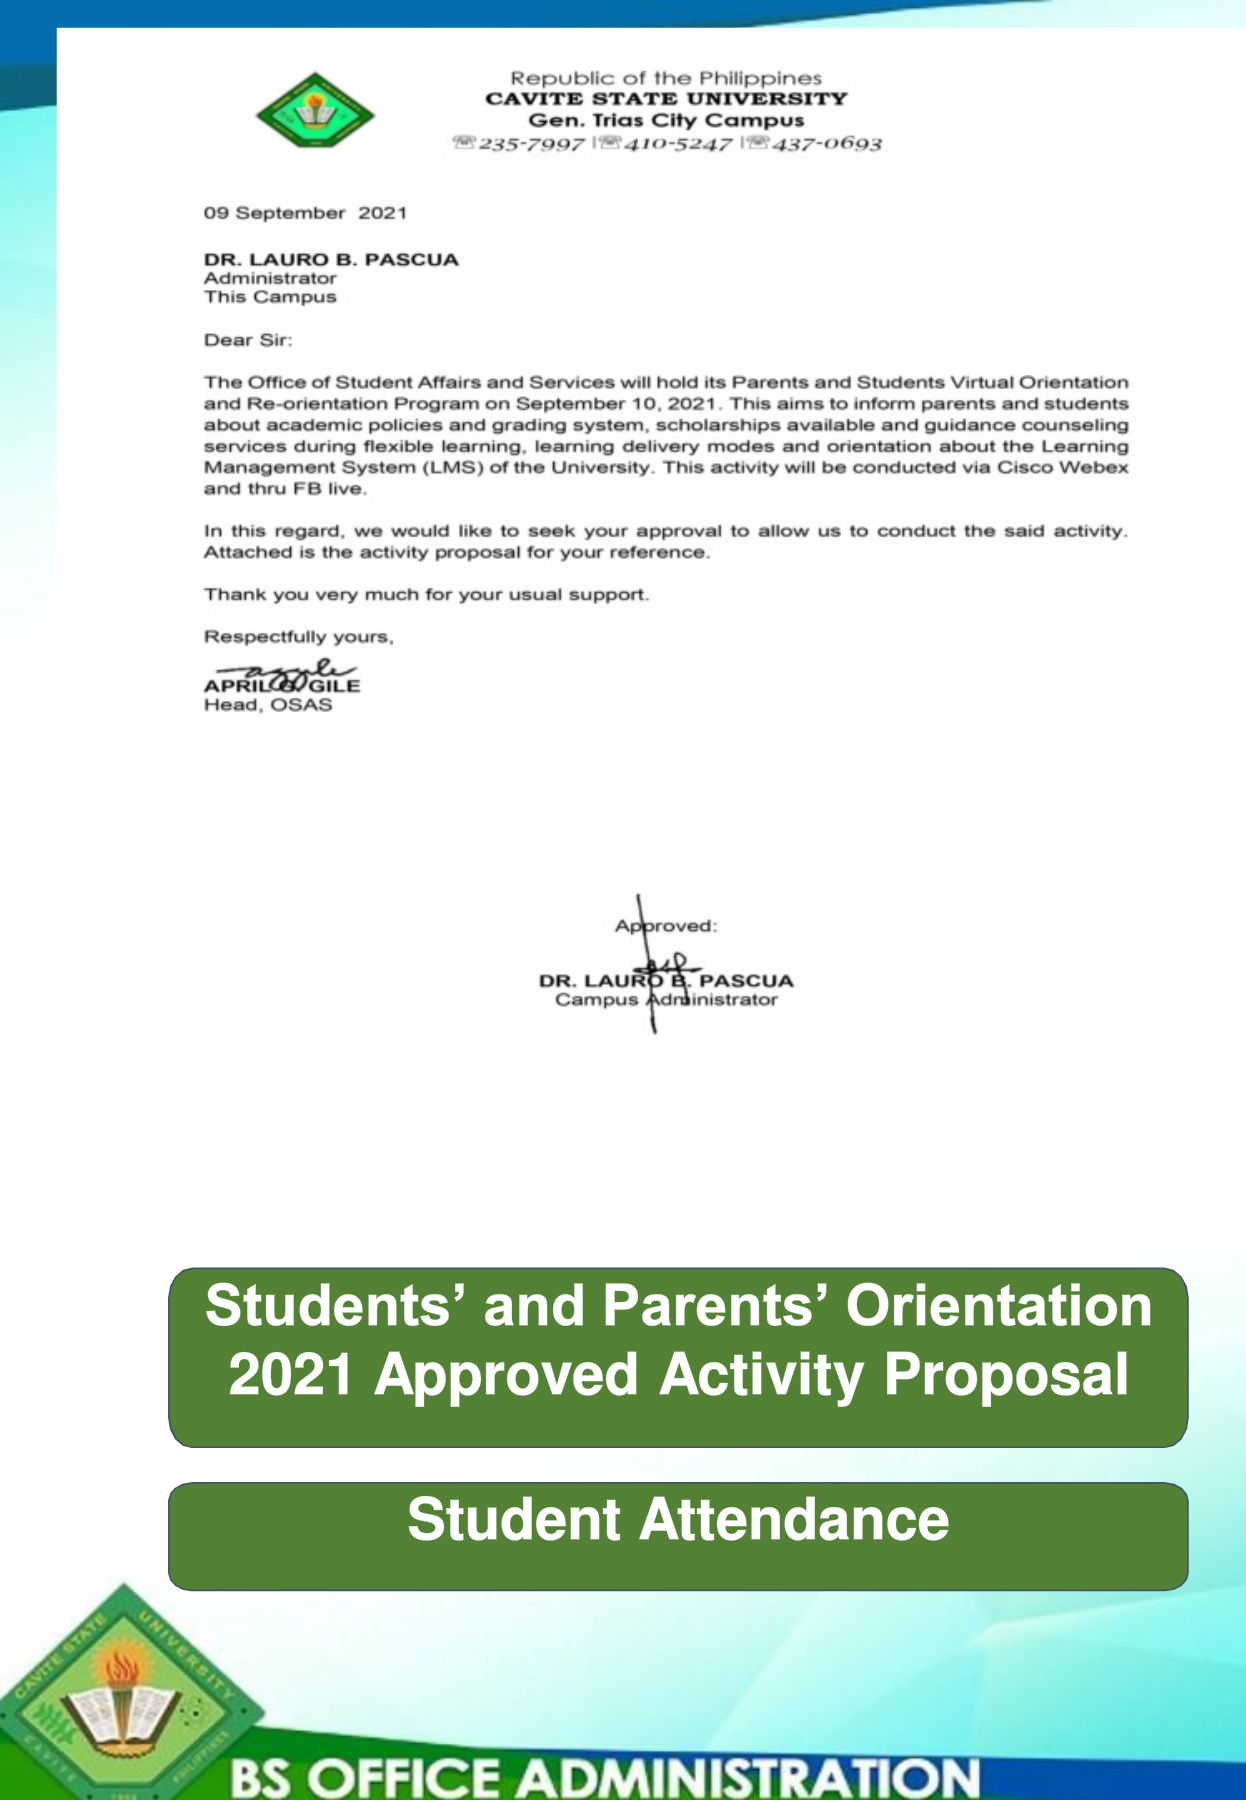 Republic of the Philippines
CAVITE STATE UNIVERSITY
Gen. Trias City Campus
☏235-7997 |☏410-5247 |☏437-0693
09 September 2021
DR. LAURO B. PASCUA
Administrator
This Campus
Dear Sir:
The Office of Student Affairs and Services will hold its Parents and Students Virtual Orientation
and Re-orientation Program on September 10, 2021. This aims to inform parents and students
about academic policies and grading system, scholarships available and guidance counseling
services during flexible learning, learning delivery modes and orientation about the Learning
Management System (LMS) of the University. This activity will be conducted via Cisco Webex
and thru FB live.
In this regard, we would like to seek your approval to allow us to conduct the said activity.
Attached is the activity proposal for your reference.
Thank you very much for your usual support.
Respectfully yours,
APRIL GILE
Head, OSAS
Approved:
DR. LAURO B. PASCUA
Campus Administrator
Students’ and Parents’ Orientation
2021 Approved Activity Proposal
Student Attendance
CAVITE STATE UNIVERSITY
CAVITE PHILIPPINES
BS OFFICE ADMINISTRATION